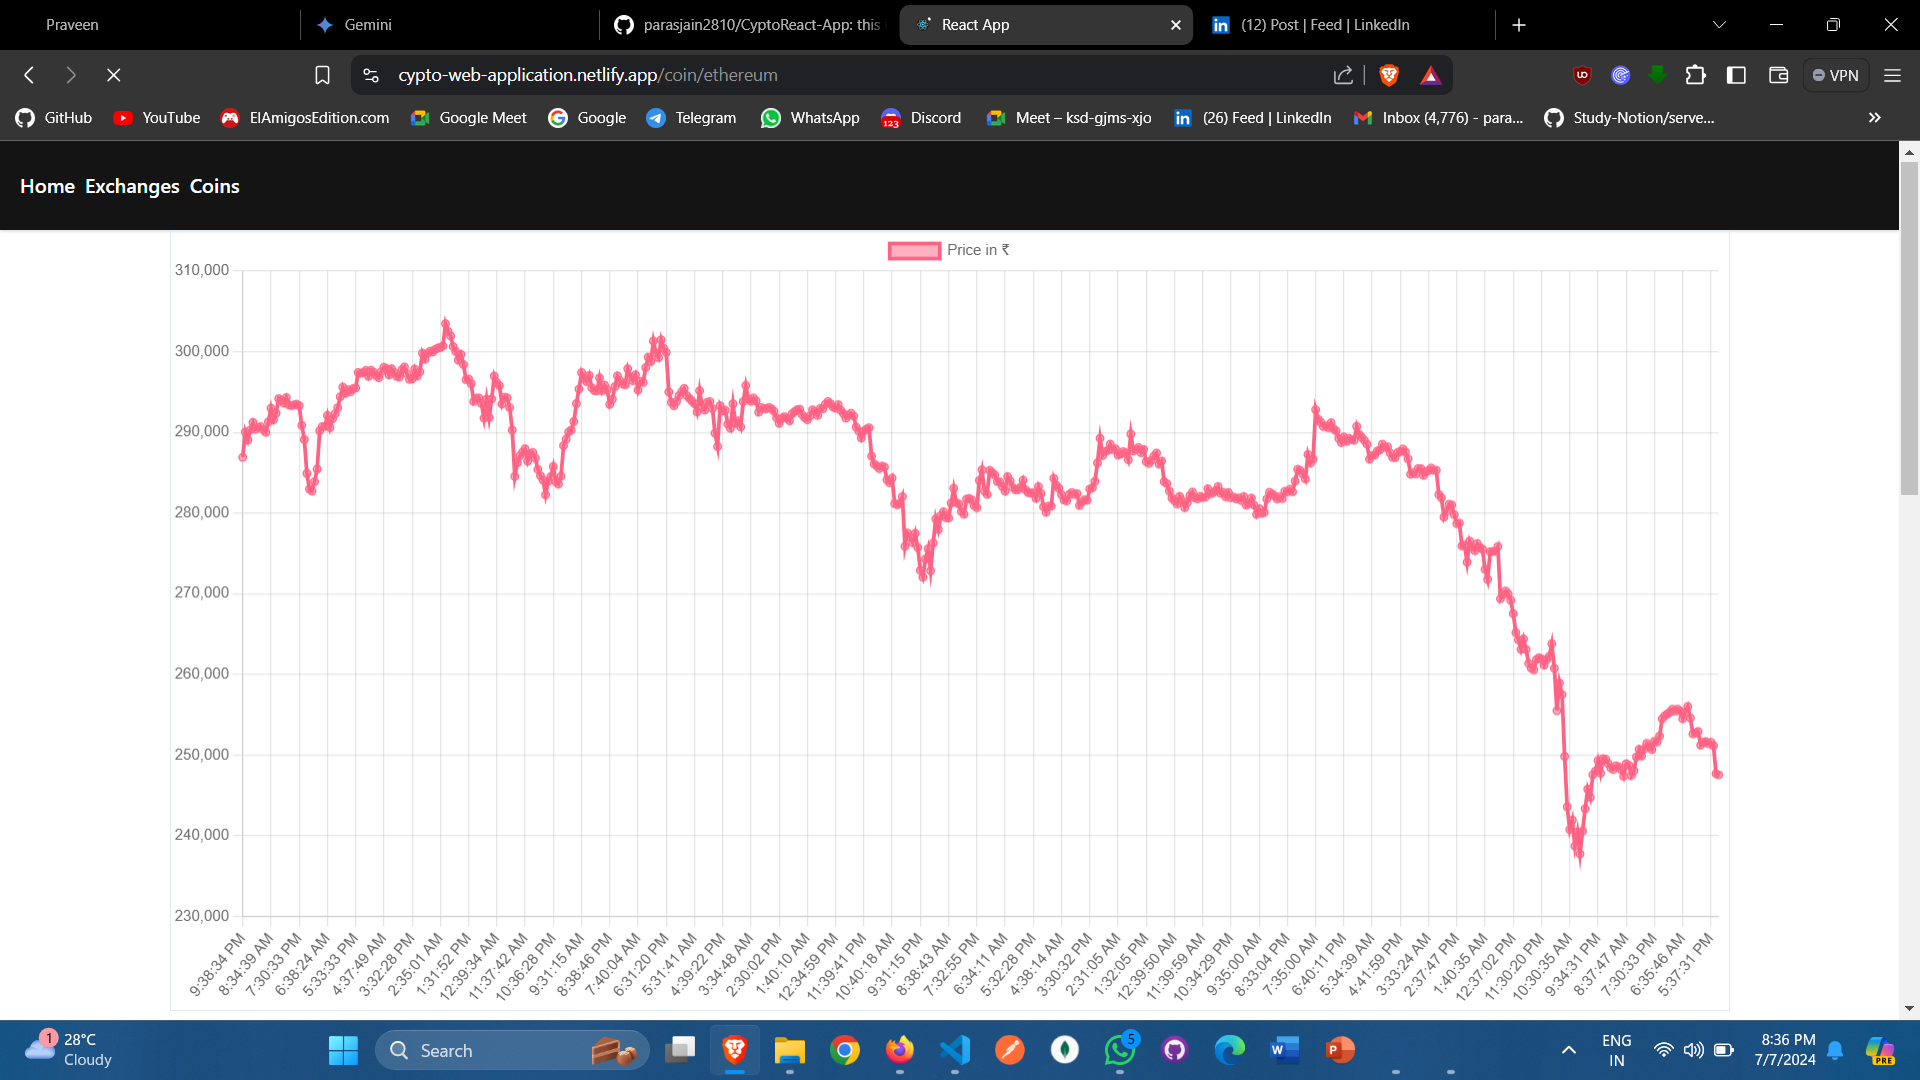 Praveen
Gemini
parasjain2810/CyptoReact-App: this
React App
(12) Post | Feed | LinkedIn
cypto-web-application.netlify.app/coin/ethereum
VPN
GitHub
YouTube
ElAmigosEdition.com
Google Meet
Google
Telegram
WhatsApp
123
Discord
Meet – ksd-gjms-xjo
(26) Feed | LinkedIn
Inbox (4,776) - para...
Study-Notion/serve...
Home Exchanges Coins
Price in ₹
310,000
300,000
290,000
280,000
270,000
260,000
250,000
240,000
230,000
9:38:34 PM
8:34:39 AM
7:30:33 PM
6:38:24 AM
5:33:33 PM
4:37:49 AM
3:32:28 PM
2:35:01 AM
1:31:52 PM
12:39:34 AM
11:37:42 AM
10:36:28 PM
9:31:15 AM
8:38:46 PM
7:40:04 AM
6:31:20 PM
5:31:41 AM
4:39:22 PM
3:34:48 AM
2:30:02 PM
1:40:10 AM
12:34:59 PM
11:39:41 PM
10:40:18 AM
9:31:15 PM
8:38:43 AM
7:32:55 PM
6:34:11 AM
5:32:28 PM
4:38:14 AM
3:30:32 PM
2:31:05 AM
1:32:05 PM
12:39:50 AM
11:39:59 AM
10:34:29 PM
9:35:00 AM
8:33:04 PM
7:35:00 AM
6:40:11 PM
5:34:39 AM
4:41:59 PM
3:33:24 AM
2:37:47 PM
1:40:35 AM
12:37:02 PM
11:30:20 PM
10:30:35 AM
9:34:31 PM
8:37:47 AM
7:30:33 PM
6:35:46 AM
5:37:31 PM
1
28°C
Cloudy
Search
5
ENG
IN
8:36 PM
7/7/2024
PRE